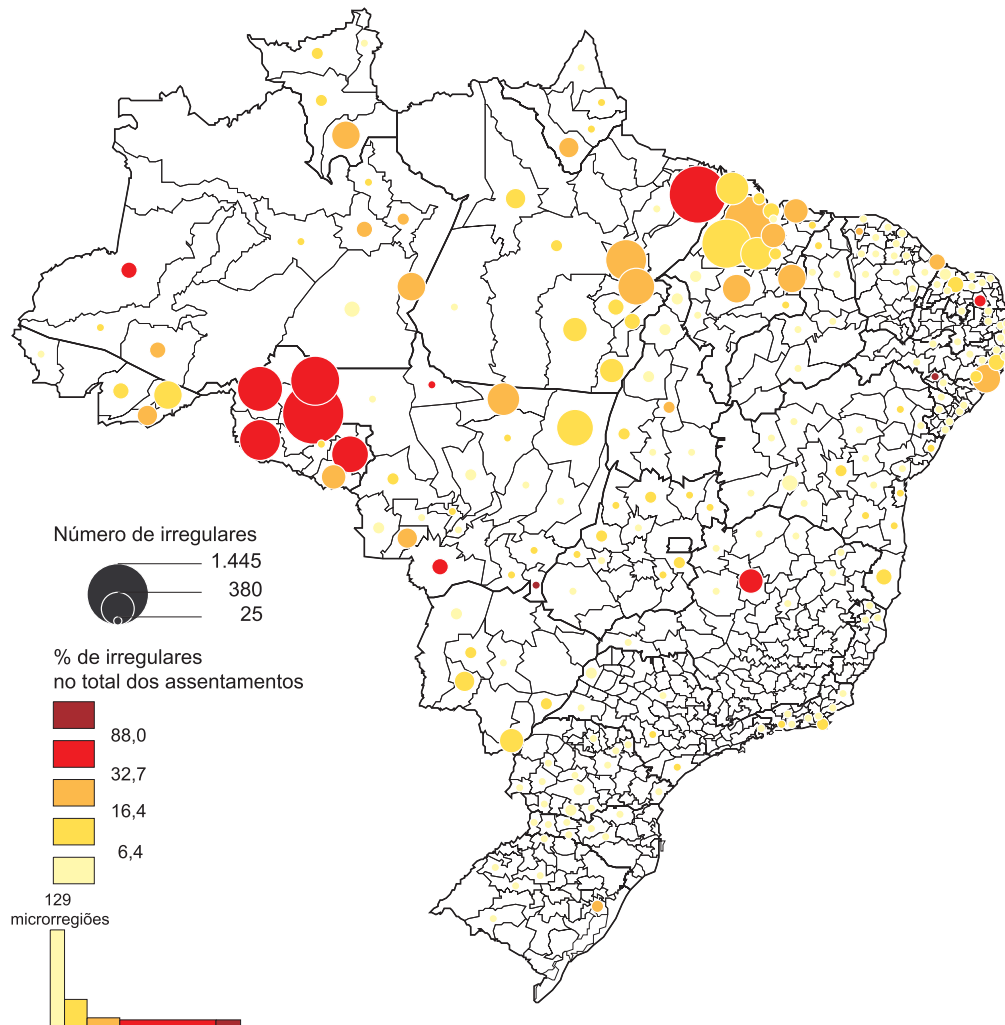 Número de irregulares
1.445
380
25
% de irregulares
no total dos assentamentos
88,0
32,7
16,4
6,4
129
microrregiões